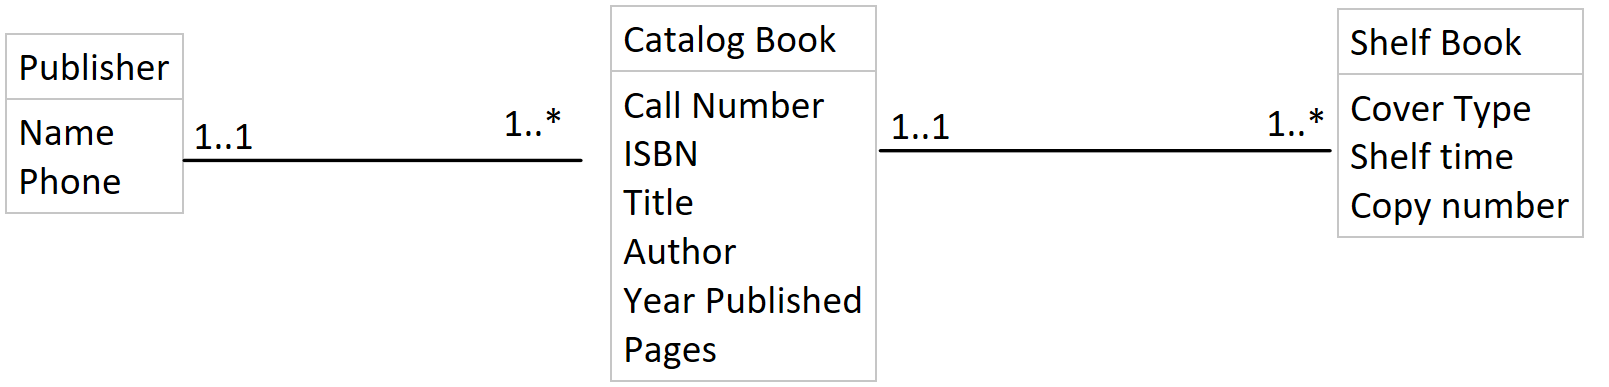 Publisher
Name
Phone
1..1
1..*
Catalog Book
Call Number
ISBN
Title
Author
Year Published
Pages
1..1
1..*
Shelf Book
Cover Type
Shelf time
Copy number